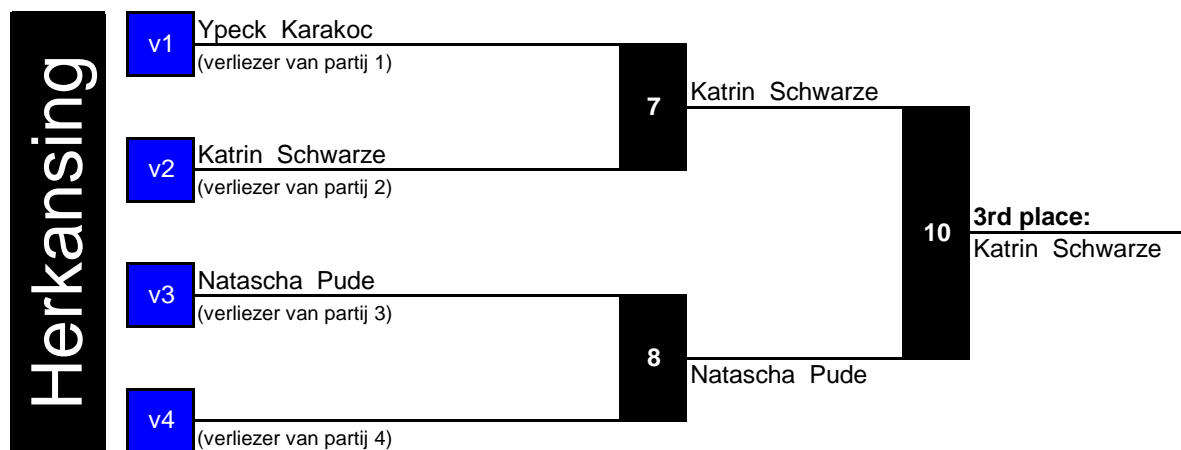 Herkansing
v1
Ypeck Karakoc
(verliezer van partij 1)
7
Katrin Schwarze
v2
Katrin Schwarze
(verliezer van partij 2)
10
3rd place:
Katrin Schwarze
v3
Natascha Pude
(verliezer van partij 3)
8
Natascha Pude
v4
(verliezer van partij 4)